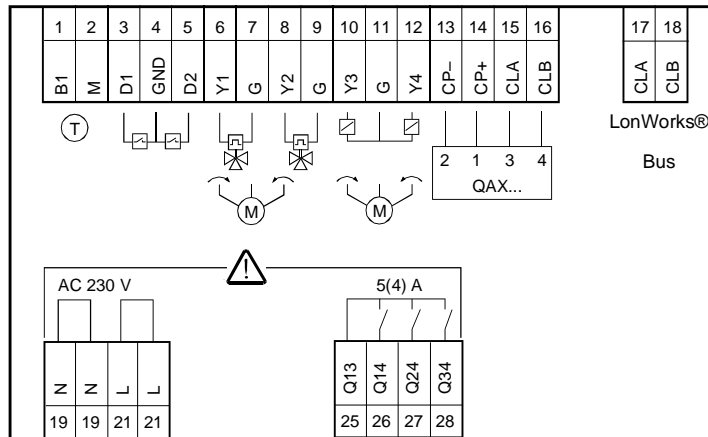 1 2 3 4 5 6 7 8 9 10 11 12 13 14 15 16 17 18
B1 M D1 GND D2 Y1 G Y2 G Y3 G Y4 CP– CP+ CLA CLB CLA CLB
T
LonWorks®
Bus
2 1 3 4
QAX...
M M
!
AC 230 V 5(4) A
N N L L Q13 Q14 Q24 Q34
19 19 21 21 25 26 27 28